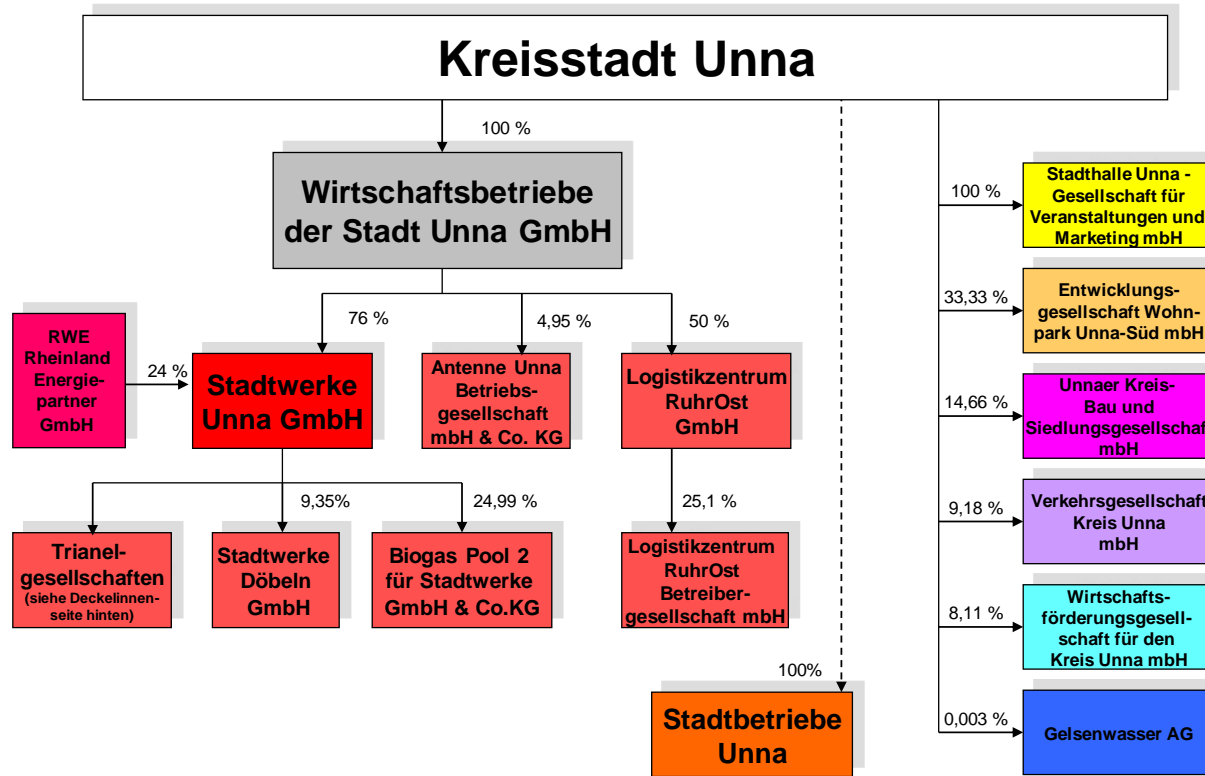 Kreisstadt Unna
100 %
Wirtschaftsbetriebe
der Stadt Unna GmbH
76 %
4,95 %
50 %
RWE
Rheinland
Energie-
partner
GmbH
24 %
Stadtwerke
Unna GmbH
Antenne Unna
Betriebs-
gesellschaft
mbH & Co. KG
Logistikzentrum
RuhrOst
GmbH
9,35%
24,99 %
25,1 %
Trianel-
gesellschaften
(siehe Deckelinnen-
seite hinten)
Stadtwerke
Döbeln
GmbH
Biogas Pool 2
für Stadtwerke
GmbH & Co.KG
Logistikzentrum
RuhrOst
Betreiber-
gesellschaft mbH
100%
Stadtbetriebe
Unna
100 %
Stadthalle Unna -
Gesellschaft für
Veranstaltungen und
Marketing mbH
33,33 %
Entwicklungs-
gesellschaft Wohn-
park Unna-Süd mbH
14,66 %
Unnaer Kreis-
Bau und
Siedlungsgesellschaft
mbH
9,18 %
Verkehrsgesellschaft
Kreis Unna
mbH
8,11 %
Wirtschafts-
förderungsgesell-
schaft für den
Kreis Unna mbH
0,003 %
Gelsenwasser AG